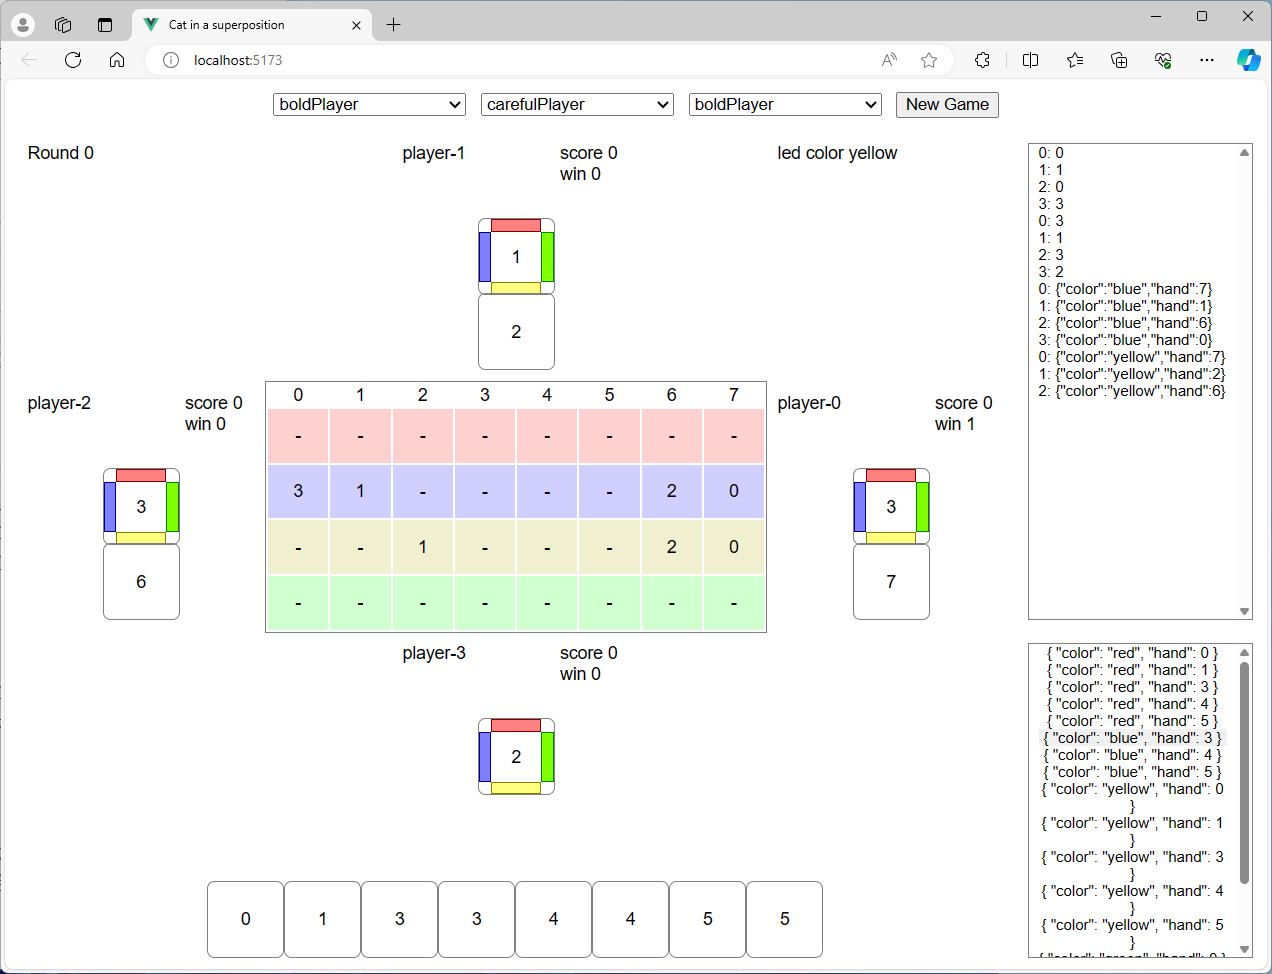 Cat in a superposition
localhost:5173
boldPlayer carefulPlayer boldPlayer New Game
Round 0
player-1 score 0
win 0
led color yellow
1
2
player-2 score 0
win 0
3
6
0 1 2 3 4 5 6 7
- - - - - - - -
3 1 - - - - 2 0
- - 1 - - - 2 0
- - - - - - - -
player-0 score 0
win 1
3
7
player-3 score 0
win 0
2
0 1 3 3 4 4 5 5
0: 0
1: 1
2: 0
3: 3
0: 3
1: 1
2: 3
3: 2
0: {"color":"blue","hand":7}
1: {"color":"blue","hand":1}
2: {"color":"blue","hand":6}
3: {"color":"blue","hand":0}
0: {"color":"yellow","hand":7}
1: {"color":"yellow","hand":2}
2: {"color":"yellow","hand":6}
{ "color": "red", "hand": 0 }
{ "color": "red", "hand": 1 }
{ "color": "red", "hand": 3 }
{ "color": "red", "hand": 4 }
{ "color": "red", "hand": 5 }
{ "color": "blue", "hand": 3 }
{ "color": "blue", "hand": 4 }
{ "color": "blue", "hand": 5 }
{ "color": "yellow", "hand": 0
}
{ "color": "yellow", "hand": 1
}
{ "color": "yellow", "hand": 3
}
{ "color": "yellow", "hand": 4
}
{ "color": "yellow", "hand": 5
}